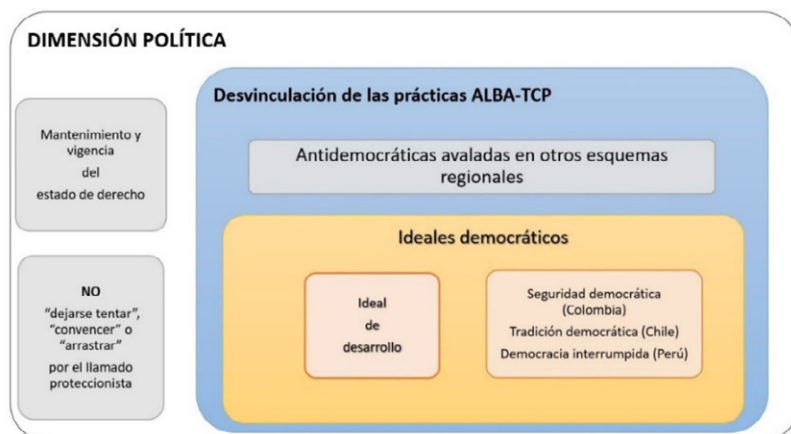 DIMENSIÓN POLÍTICA
Mantenimiento y
vigencia
del
estado de derecho
NO
“dejarse tentar”,
“convencer” o
“arrastrar”
por el llamado
proteccionista
Desvinculación de las prácticas ALBA-TCP
Antidemocráticas avaladas en otros esquemas
regionales
Ideales democráticos
Ideal
de
desarrollo
Seguridad democrática
(Colombia)
Tradición democrática (Chile)
Democracia interrumpida (Perú)